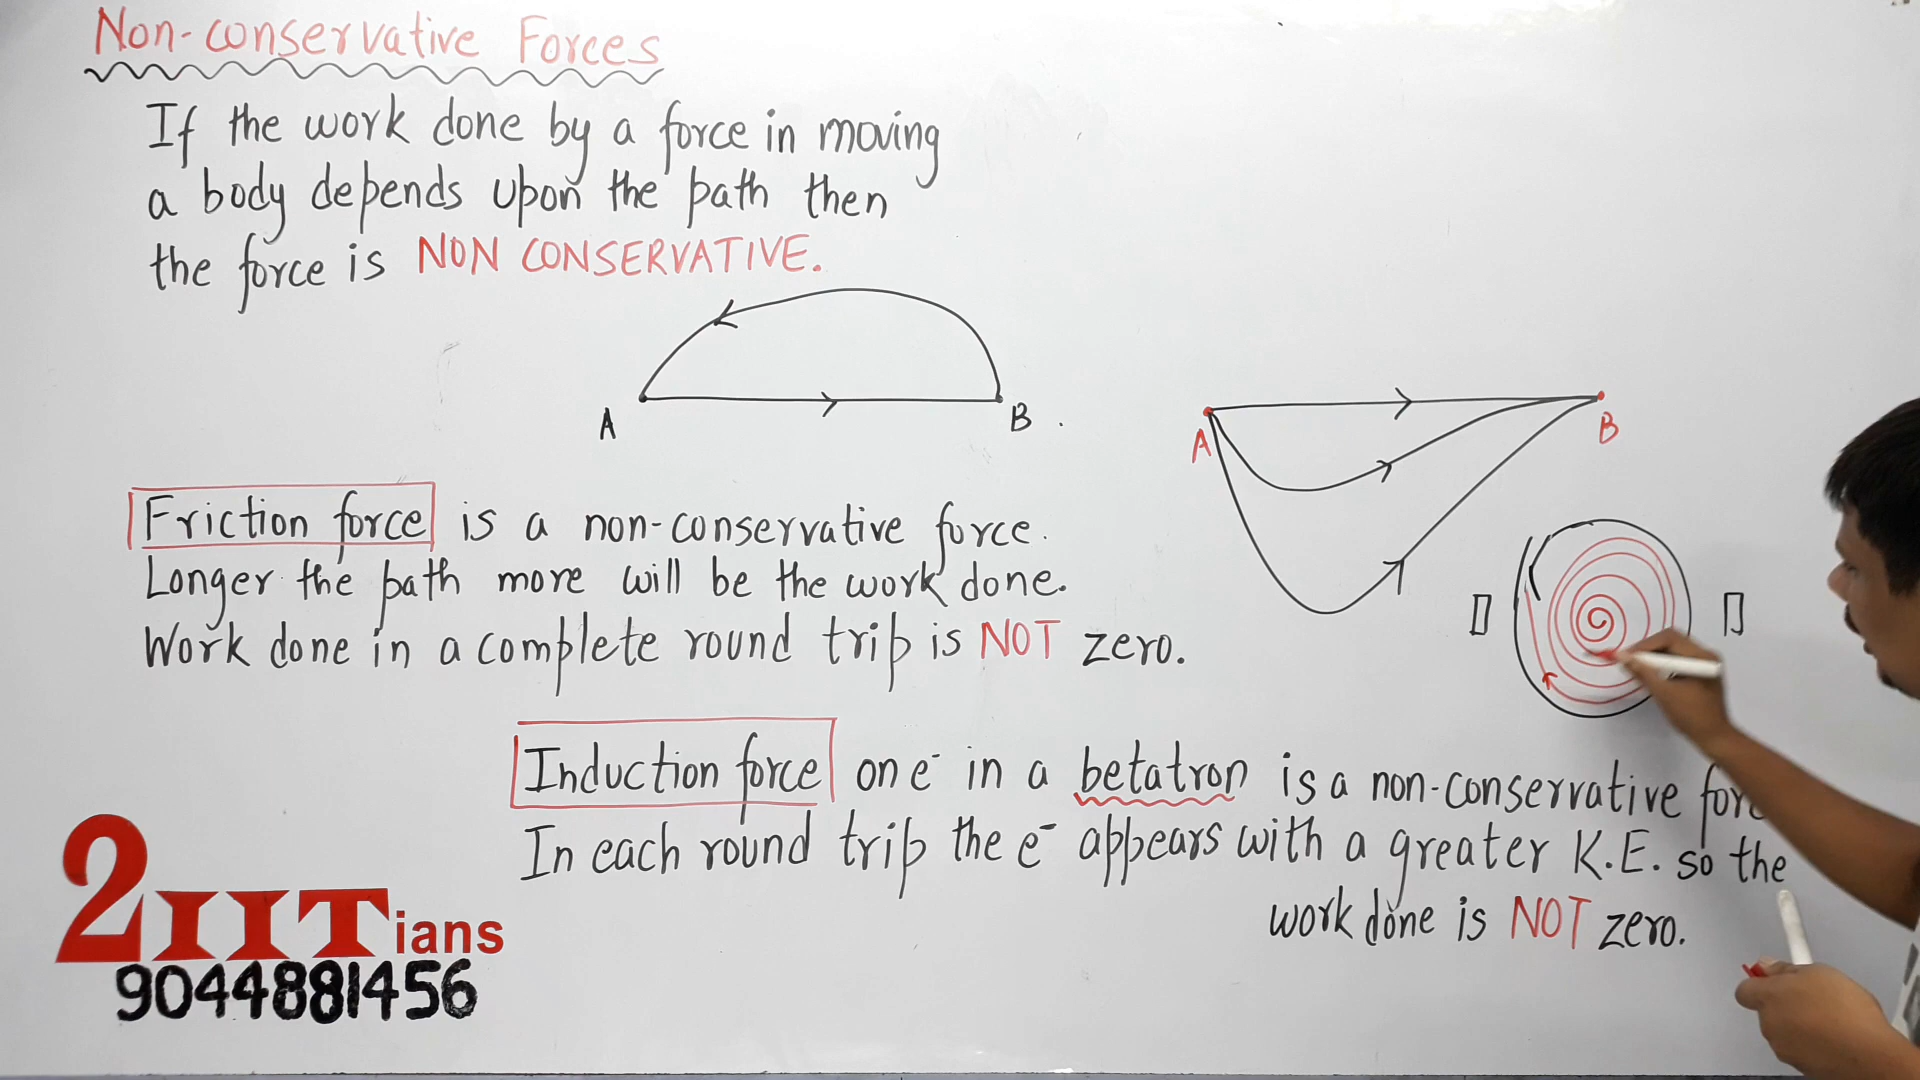 Non-conservative Forces
If the work done by a force in moving
a body depends upon the path then
the force is NON CONSERVATIVE.
A
B
A
B
Friction force is a non-conservative force.
Longer the path more will be the work done.
Work done in a complete round trip is NOT zero.
Induction force on e⁻ in a betatron is a non-conservative
In each round trip the e⁻ appears with a greater K.E. so the
work done is NOT zero.
2IITians
9044881456